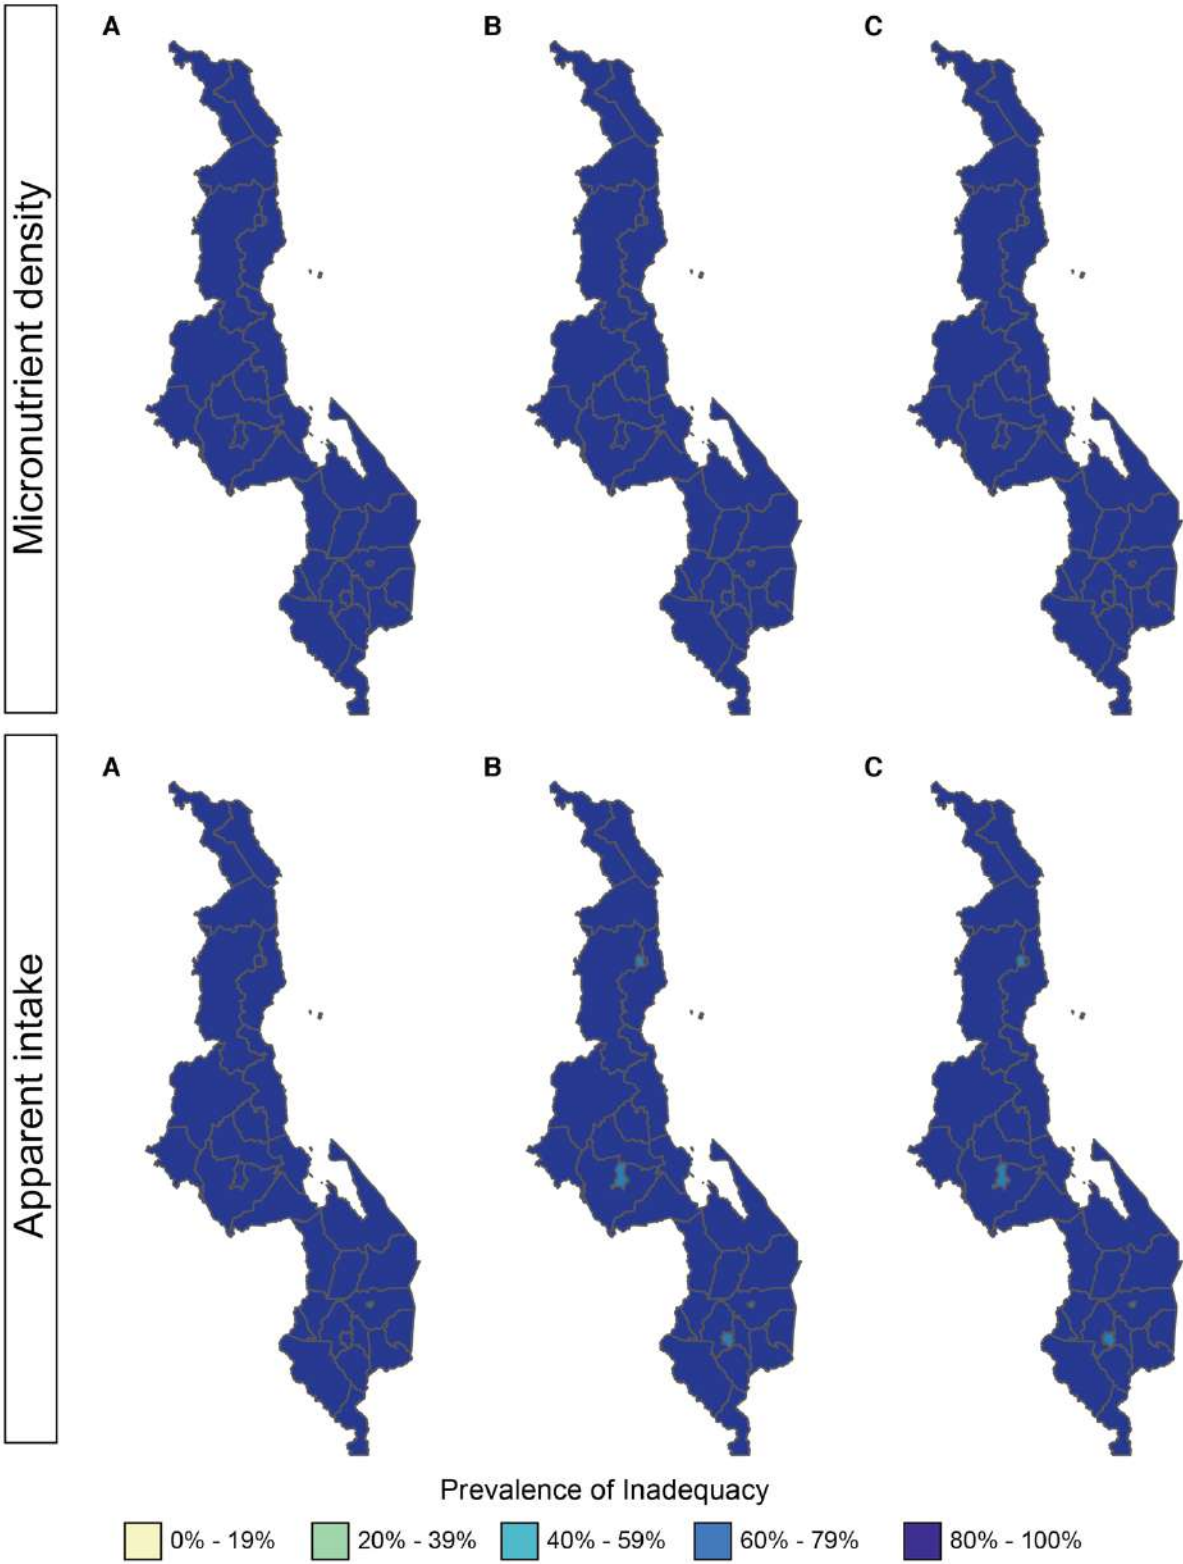 Micronutrient density
A
B
C
Apparent intake
A
B
C
Prevalence of Inadequacy
0% - 19%
20% - 39%
40% - 59%
60% - 79%
80% - 100%